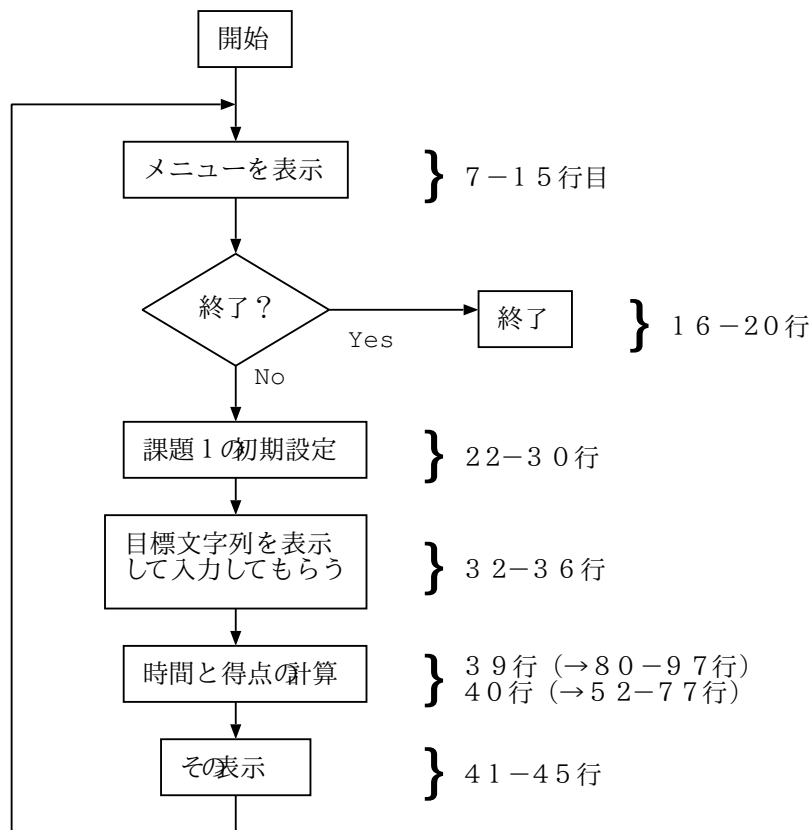 開始
メニューを表示
} 7－15行目
終了？
Yes
終了
} 16－20行
No
課題１の初期設定
} 22－30行
目標文字列を表示
して入力してもらう
} 32－36行
時間と得点の計算
} 39行（→80－97行）
40行（→52－77行）
その表示
} 41－45行